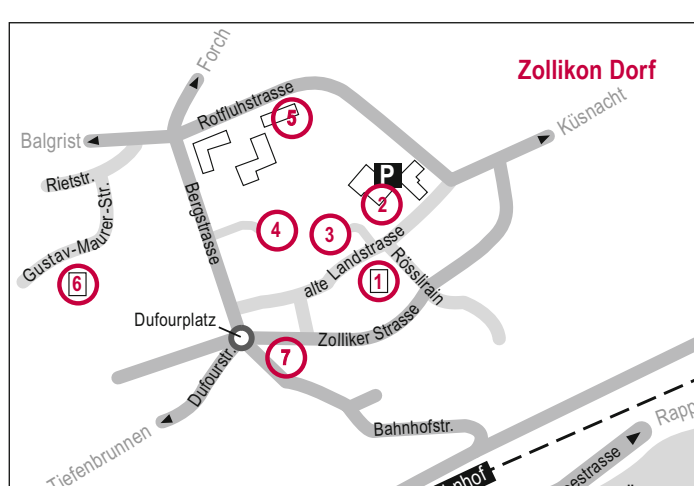 Zollikon Dorf
Forch
Rotfluhstrasse
5
Küsnacht
Balgrist
P
Rietstr.
Bergstrasse
2
Gustav-Maurer-Str.
4
3
alte Landstrasse
Rösslirain
6
1
Dufourplatz
Zolliker Strasse
7
Dufourstr.
Bahnhofstr.
Tiefenbrunnen